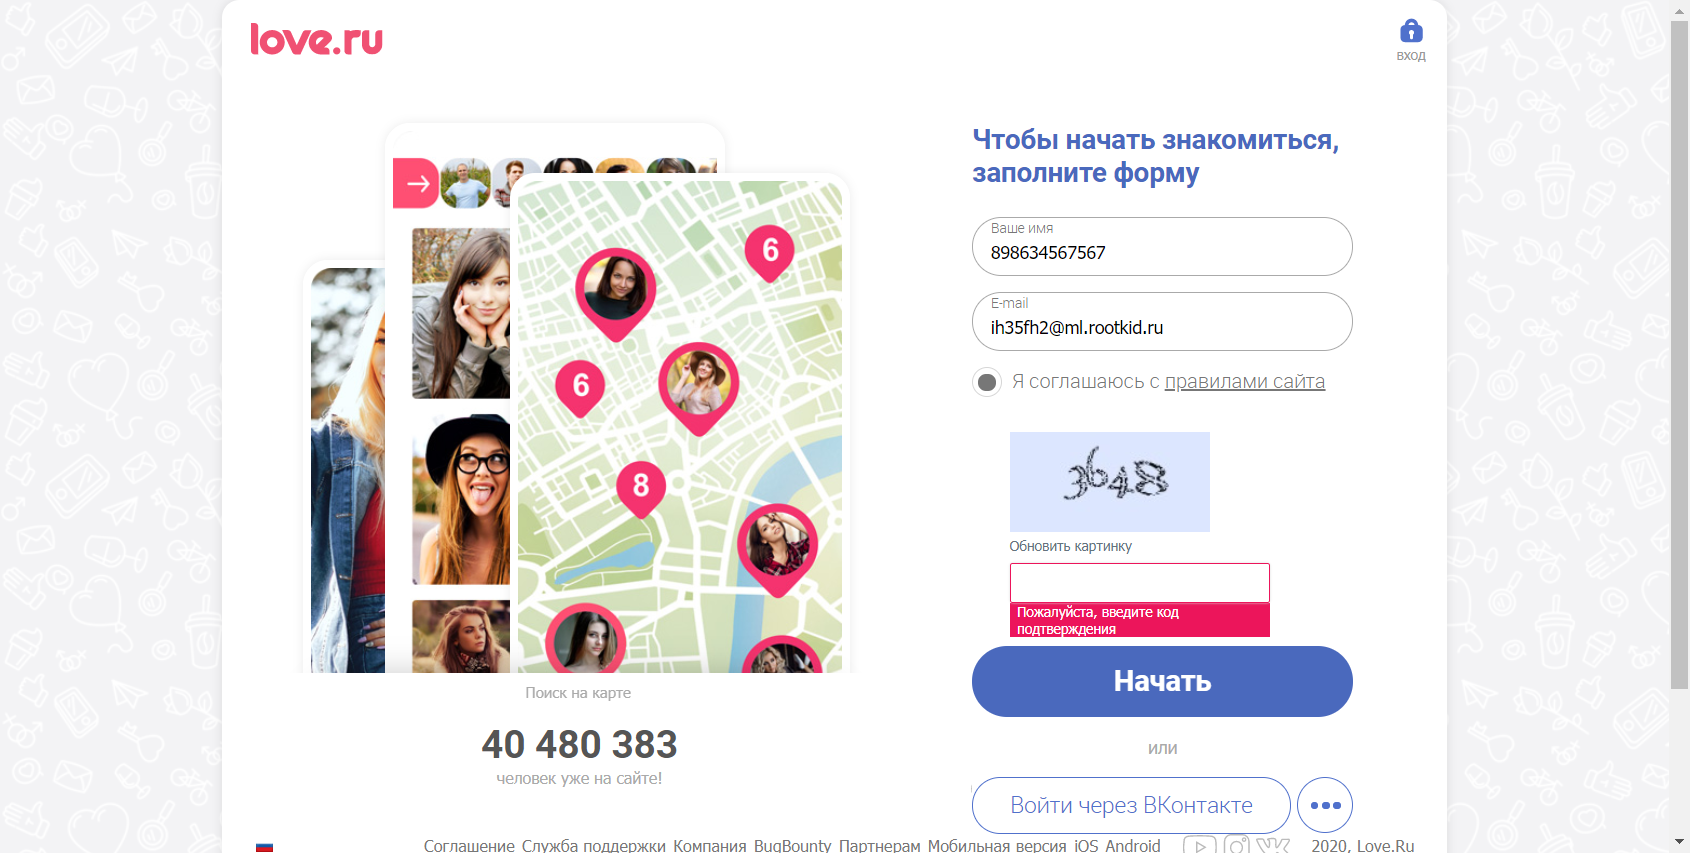 love.ru
вход
6
6
8
Поиск на карте
40 480 383
человек уже на сайте!
Чтобы начать знакомиться,
заполните форму
Ваше имя
898634567567
E-mail
ih35fh2@ml.rootkid.ru
Я соглашаюсь с правилами сайта
3648
Обновить картинку
Пожалуйста, введите код
подтверждения
Начать
или
Войти через ВКонтакте
Соглашение Служба поддержки Компания BugBounty Партнерам Мобильная версия iOS Android 2020, Love.Ru